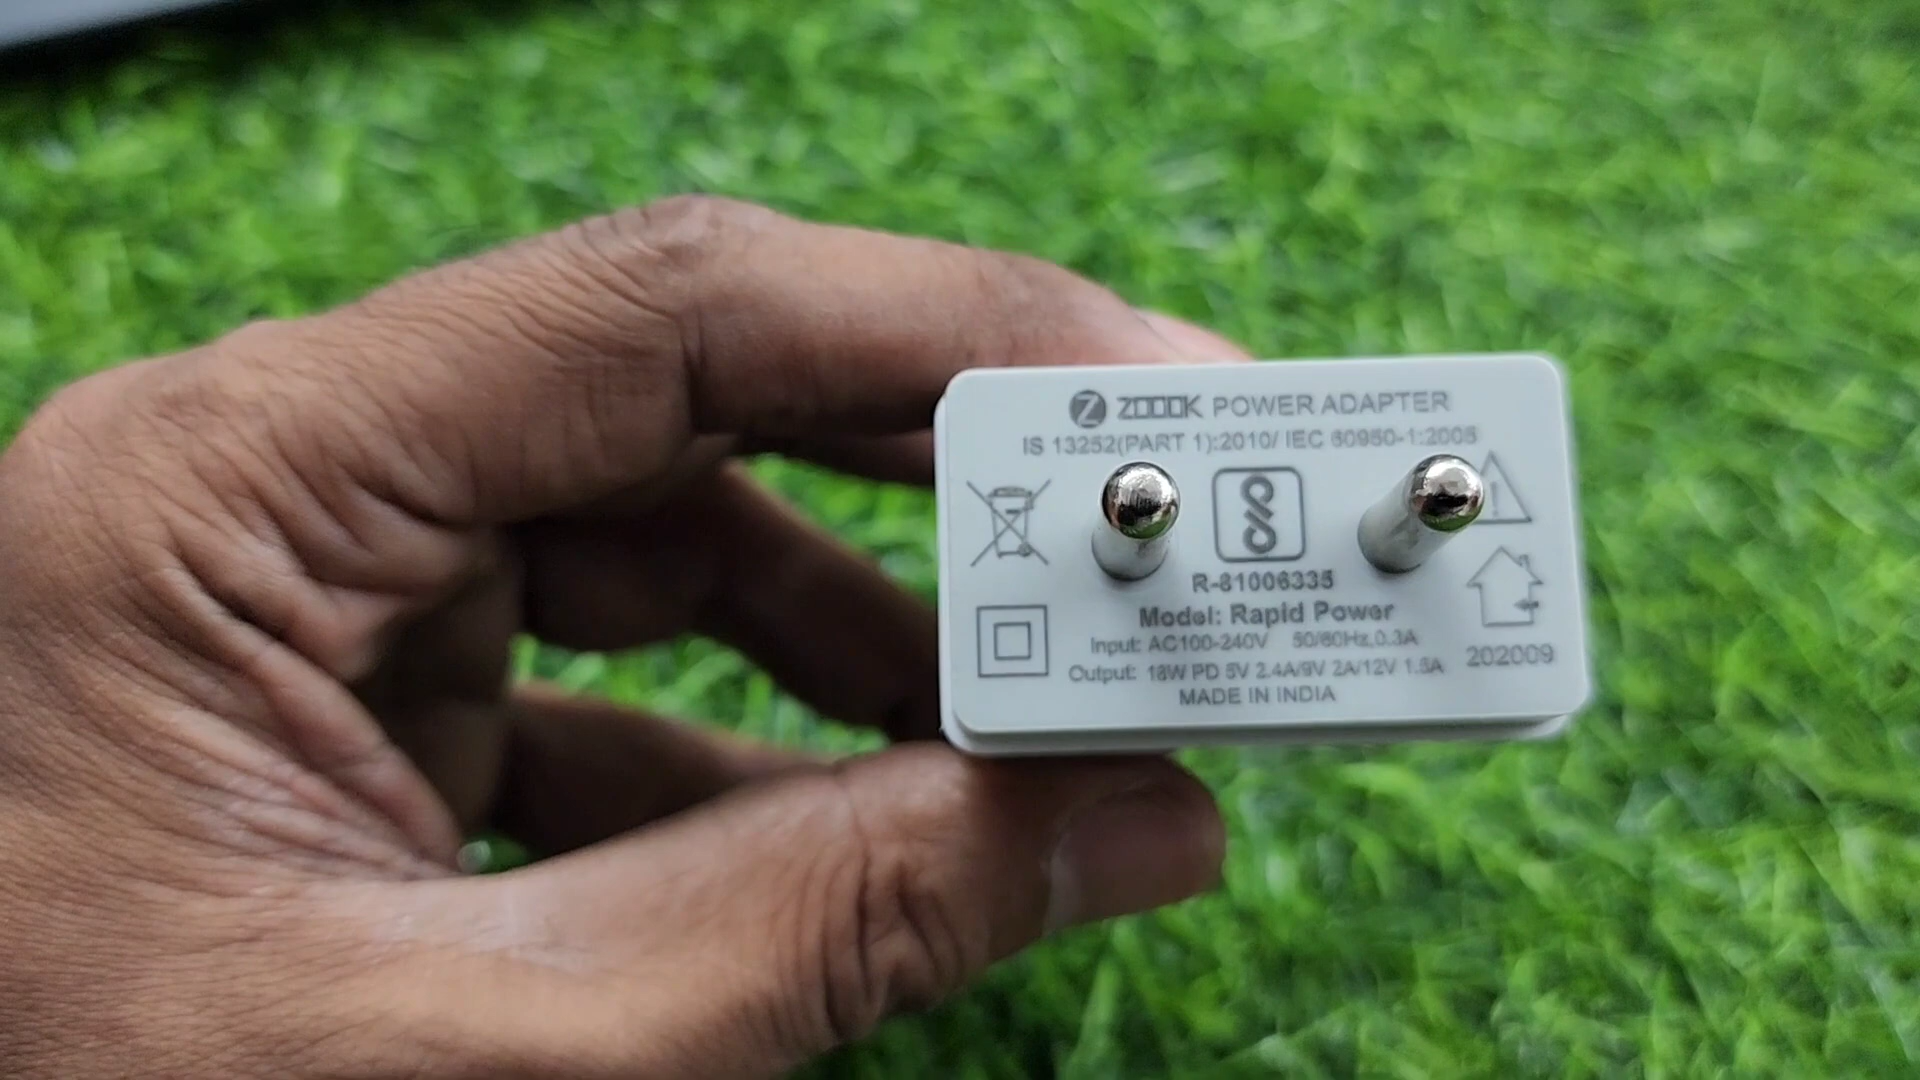 Z ZOOOK POWER ADAPTER
IS 13252(PART 1):2010/ IEC 60950-1:2005
R-81006335
Model: Rapid Power
Input: AC100-240V 50/60Hz,0.3A
Output: 18W PD 5V 2.4A/9V 2A/12V 1.5A
202009
MADE IN INDIA